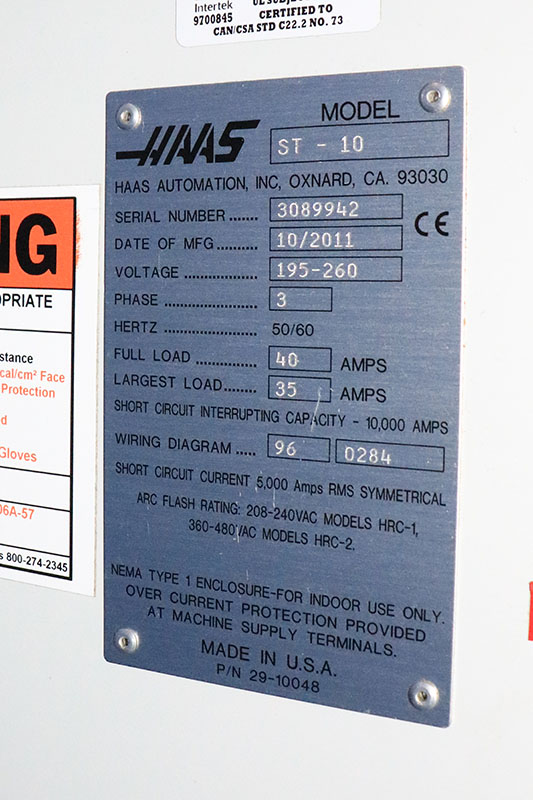 Intertek
9700845
CERTIFIED TO
CAN/CSA STD C22.2 NO. 73
HAAS
MODEL
ST - 10
HAAS AUTOMATION, INC, OXNARD, CA. 93030
SERIAL NUMBER ....... 3089942
CE
DATE OF MFG .......... 10/2011
VOLTAGE .................. 195-260
PHASE ..................... 3
HERTZ ..................... 50/60
FULL LOAD .............. 40 AMPS
LARGEST LOAD........ 35 AMPS
SHORT CIRCUIT INTERRUPTING CAPACITY - 10,000 AMPS
WIRING DIAGRAM ..... 96 0284
SHORT CIRCUIT CURRENT 5,000 Amps RMS SYMMETRICAL
ARC FLASH RATING: 208-240VAC MODELS HRC-1,
360-480VAC MODELS HRC-2.
NEMA TYPE 1 ENCLOSURE-FOR INDOOR USE ONLY.
OVER CURRENT PROTECTION PROVIDED
AT MACHINE SUPPLY TERMINALS.
MADE IN U.S.A.
P/N 29-10048
NG
OPRIATE
stance
cal/cm² Face
Protection
d
Gloves
06A-57
s 800-274-2345